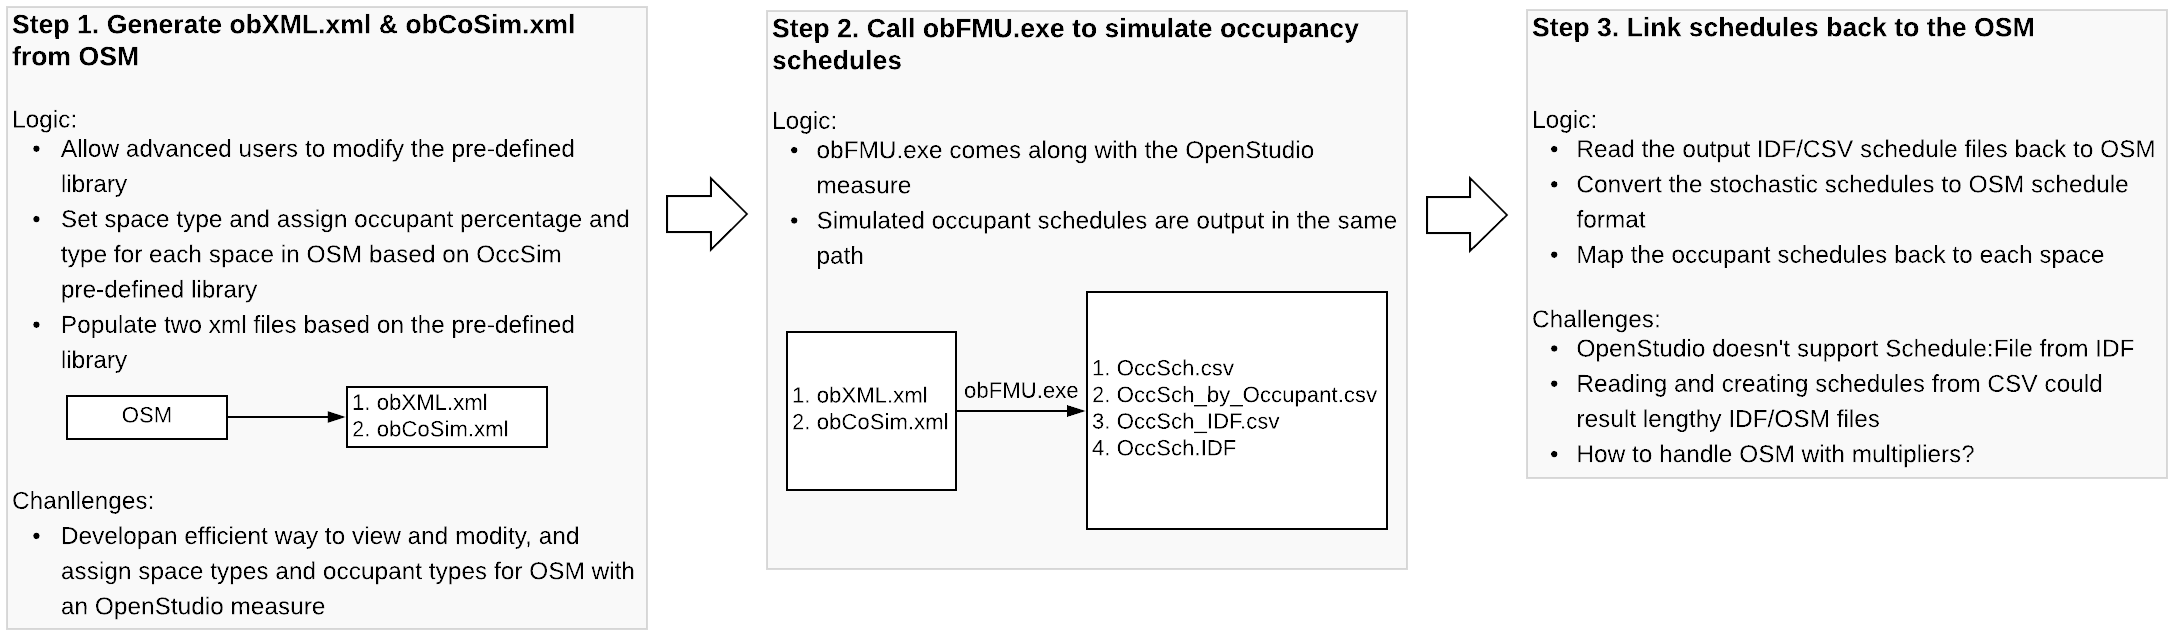 Step 1. Generate obXML.xml & obCoSim.xml
from OSM
Logic:
• Allow advanced users to modify the pre-defined
library
• Set space type and assign occupant percentage and
type for each space in OSM based on OccSim
pre-defined library
• Populate two xml files based on the pre-defined
library
OSM
1. obXML.xml
2. obCoSim.xml
Chanllenges:
• Developan efficient way to view and modity, and
assign space types and occupant types for OSM with
an OpenStudio measure
Step 2. Call obFMU.exe to simulate occupancy
schedules
Logic:
• obFMU.exe comes along with the OpenStudio
measure
• Simulated occupant schedules are output in the same
path
1. obXML.xml
2. obCoSim.xml
obFMU.exe
1. OccSch.csv
2. OccSch_by_Occupant.csv
3. OccSch_IDF.csv
4. OccSch.IDF
Step 3. Link schedules back to the OSM
Logic:
• Read the output IDF/CSV schedule files back to OSM
• Convert the stochastic schedules to OSM schedule
format
• Map the occupant schedules back to each space
Challenges:
• OpenStudio doesn't support Schedule:File from IDF
• Reading and creating schedules from CSV could
result lengthy IDF/OSM files
• How to handle OSM with multipliers?